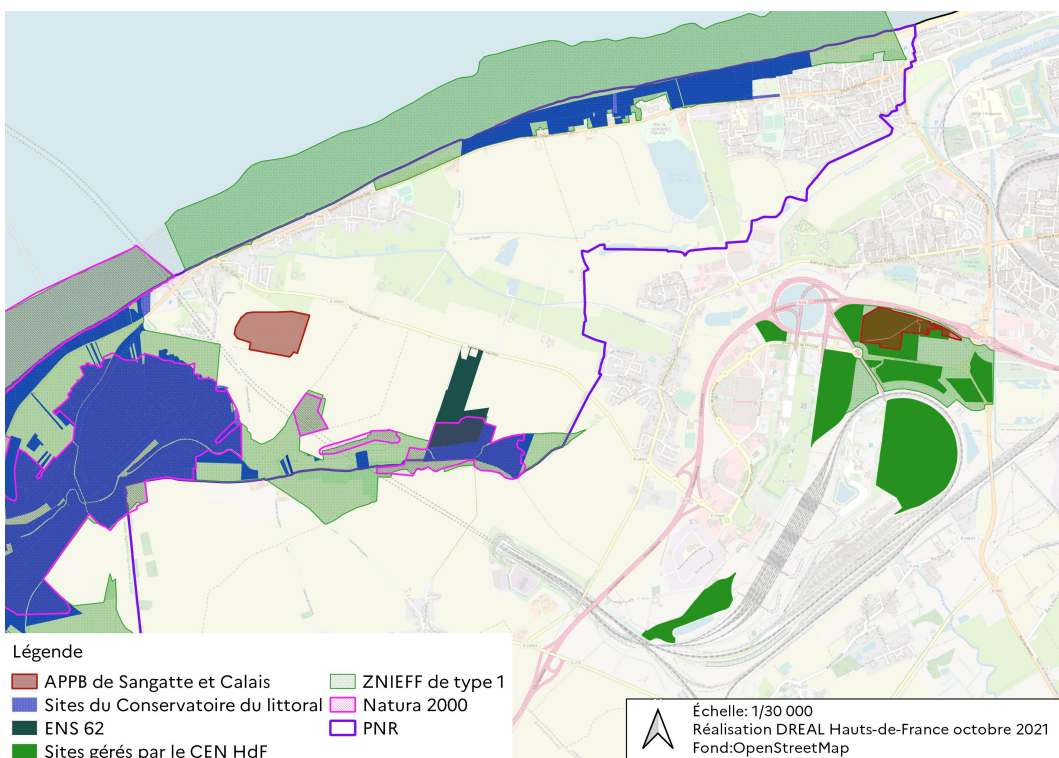 Légende
APPB de Sangatte et Calais
Sites du Conservatoire du littoral
ENS 62
Sites gérés par le CEN HdF
ZNIEFF de type 1
Natura 2000
PNR
Échelle: 1/30 000
Réalisation DREAL Hauts-de-France octobre 2021
Fond:OpenStreetMap